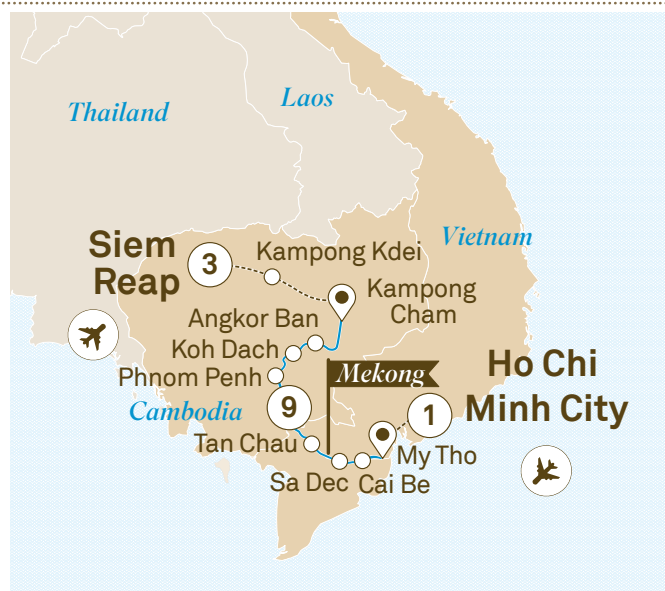 Thailand
Laos
Vietnam
Siem
Reap
3
Kampong Kdei
Kampong
Cham
Angkor Ban
Koh Dach
Phnom Penh
Mekong
Ho Chi
Minh City
Cambodia
9
1
Tan Chau
My Tho
Sa Dec
Cai Be